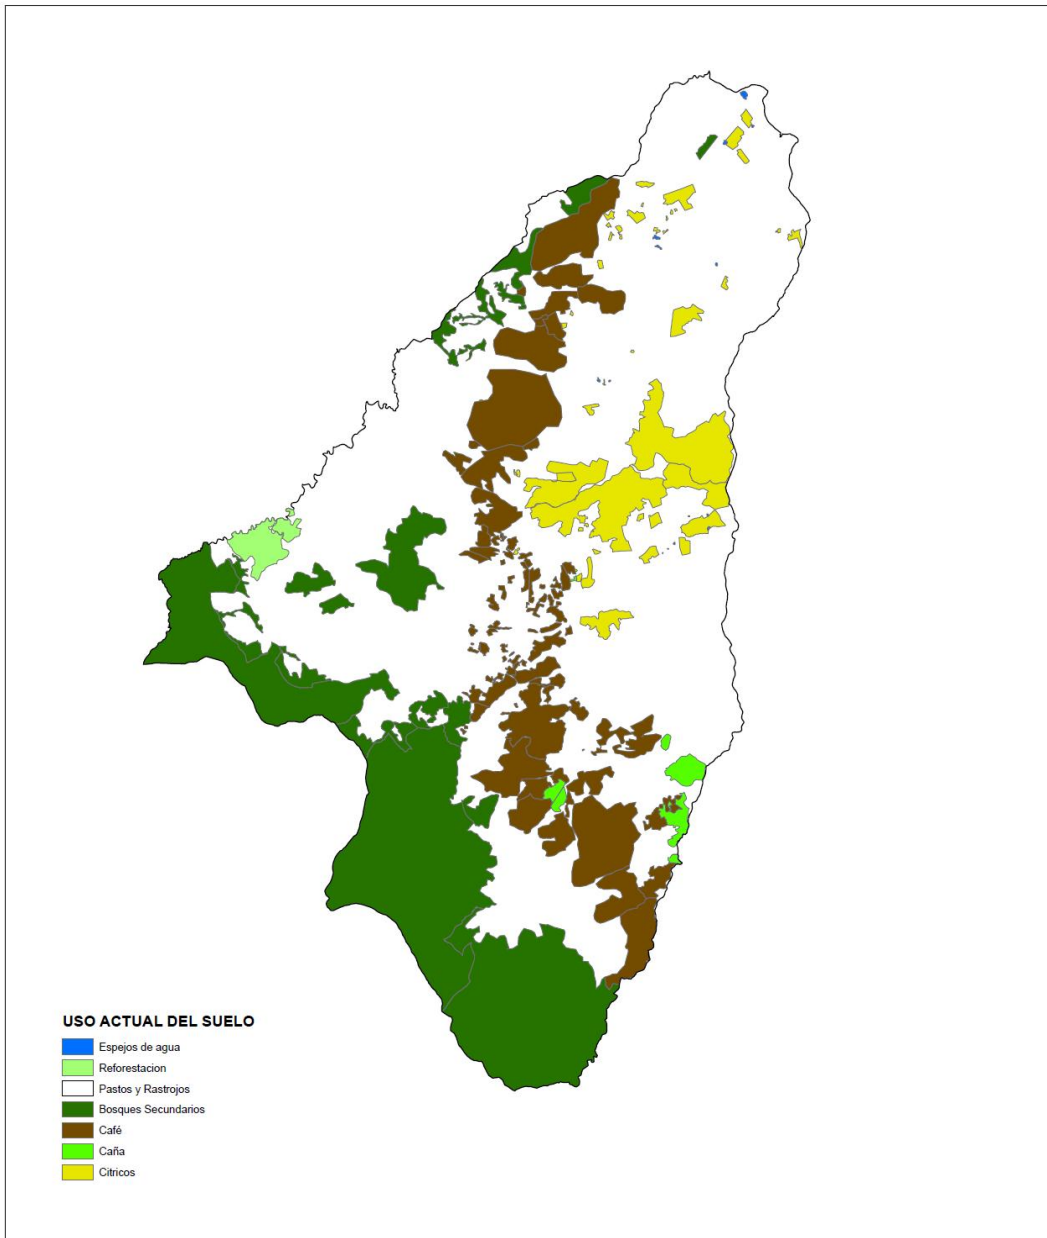 USO ACTUAL DEL SUELO
Espejos de agua
Reforestacion
Pastos y Rastrojos
Bosques Secundarios
Café
Caña
Citricos